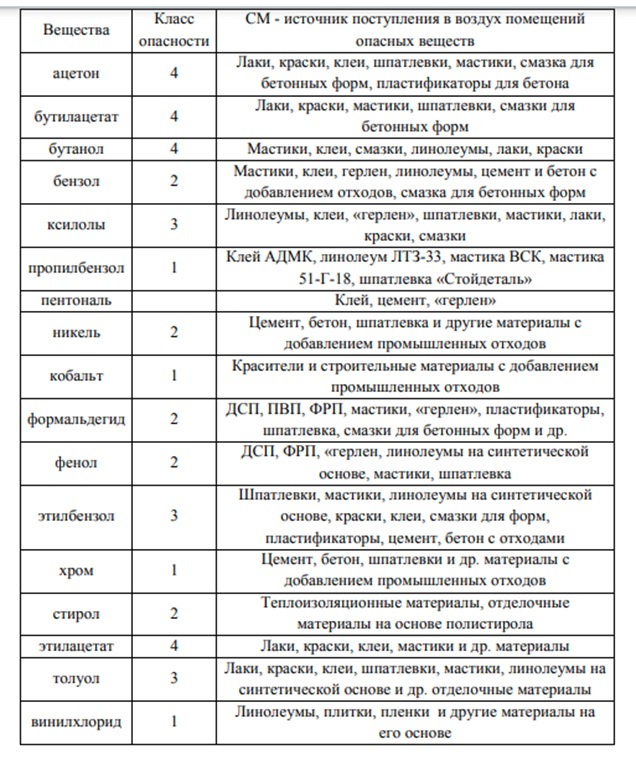 Вещества
Класс
опасности
СМ - источник поступления в воздух помещений
опасных веществ
ацетон
4
Лаки, краски, клеи, шпатлевки, мастики, смазка для
бетонных форм, пластификаторы для бетона
бутилацетат
4
Лаки, краски, мастики, шпатлевки, смазки для
бетонных форм
бутанол
4
Мастики, клеи, смазки, линолеумы, лаки, краски
бензол
2
Мастики, клеи, герлен, линолеумы, цемент и бетон с
добавлением отходов, смазка для бетонных форм
ксилолы
3
Линолеумы, клеи, «герлен», шпатлевки, мастики, лаки,
краски, смазки
пропилбензол
1
Клей АДМК, линолеум ЛТЗ-33, мастика ВСК, мастика
51-Г-18, шпатлевка «Стойдеталь»
пентональ
Клей, цемент, «герлен»
никель
2
Цемент, бетон, шпатлевка и другие материалы с
добавлением промышленных отходов
кобальт
1
Красители и строительные материалы с добавлением
промышленных отходов
формальдегид
2
ДСП, ПВП, ФРП, мастики, «герлен», пластификаторы,
шпатлевка, смазки для бетонных форм и др.
фенол
2
ДСП, ФРП, «герлен, линолеумы на синтетической
основе, мастики, шпатлевка
этилбензол
3
Шпатлевки, мастики, линолеумы на синтетической
основе, краски, клеи, смазки для форм,
пластификаторы, цемент, бетон с отходами
хром
1
Цемент, бетон, шпатлевки и др. материалы с
добавлением промышленных отходов
стирол
2
Теплоизоляционные материалы, отделочные
материалы на основе полистирола
этилацетат
4
Лаки, краски, клеи, мастики и др. материалы
толуол
3
Лаки, краски, клеи, шпатлевки, мастики, линолеумы на
синтетической основе и др. отделочные материалы
винилхлорид
1
Линолеумы, плитки, пленки и другие материалы на
его основе